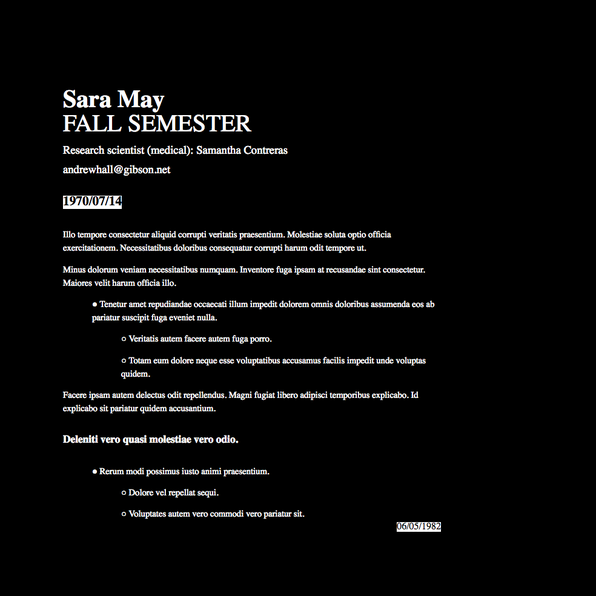 Sara May
FALL SEMESTER
Research scientist (medical): Samantha Contreras
andrewhall@gibson.net
1970/07/14
Illo tempore consectetur aliquid corrupti veritatis praesentium. Molestiae soluta optio officia
exercitationem. Necessitatibus doloribus consequatur corrupti harum odit tempore ut.
Minus dolorum veniam necessitatibus numquam. Inventore fuga ipsam at recusandae sint consectetur.
Maiores velit harum officia illo.
● Tenetur amet repudiandae occaecati illum impedit dolorem omnis doloribus assumenda eos ab
pariatur suscipit fuga eveniet nulla.
○ Veritatis autem facere autem fuga porro.
○ Totam eum dolore neque esse voluptatibus accusamus facilis impedit unde voluptas
quidem.
Facere ipsam autem delectus odit repellendus. Magni fugiat libero adipisci temporibus explicabo. Id
explicabo sit pariatur quidem accusantium.
Deleniti vero quasi molestiae vero odio.
● Rerum modi possimus iusto animi praesentium.
○ Dolore vel repellat sequi.
○ Voluptates autem vero commodi vero pariatur sit.
06/05/1982